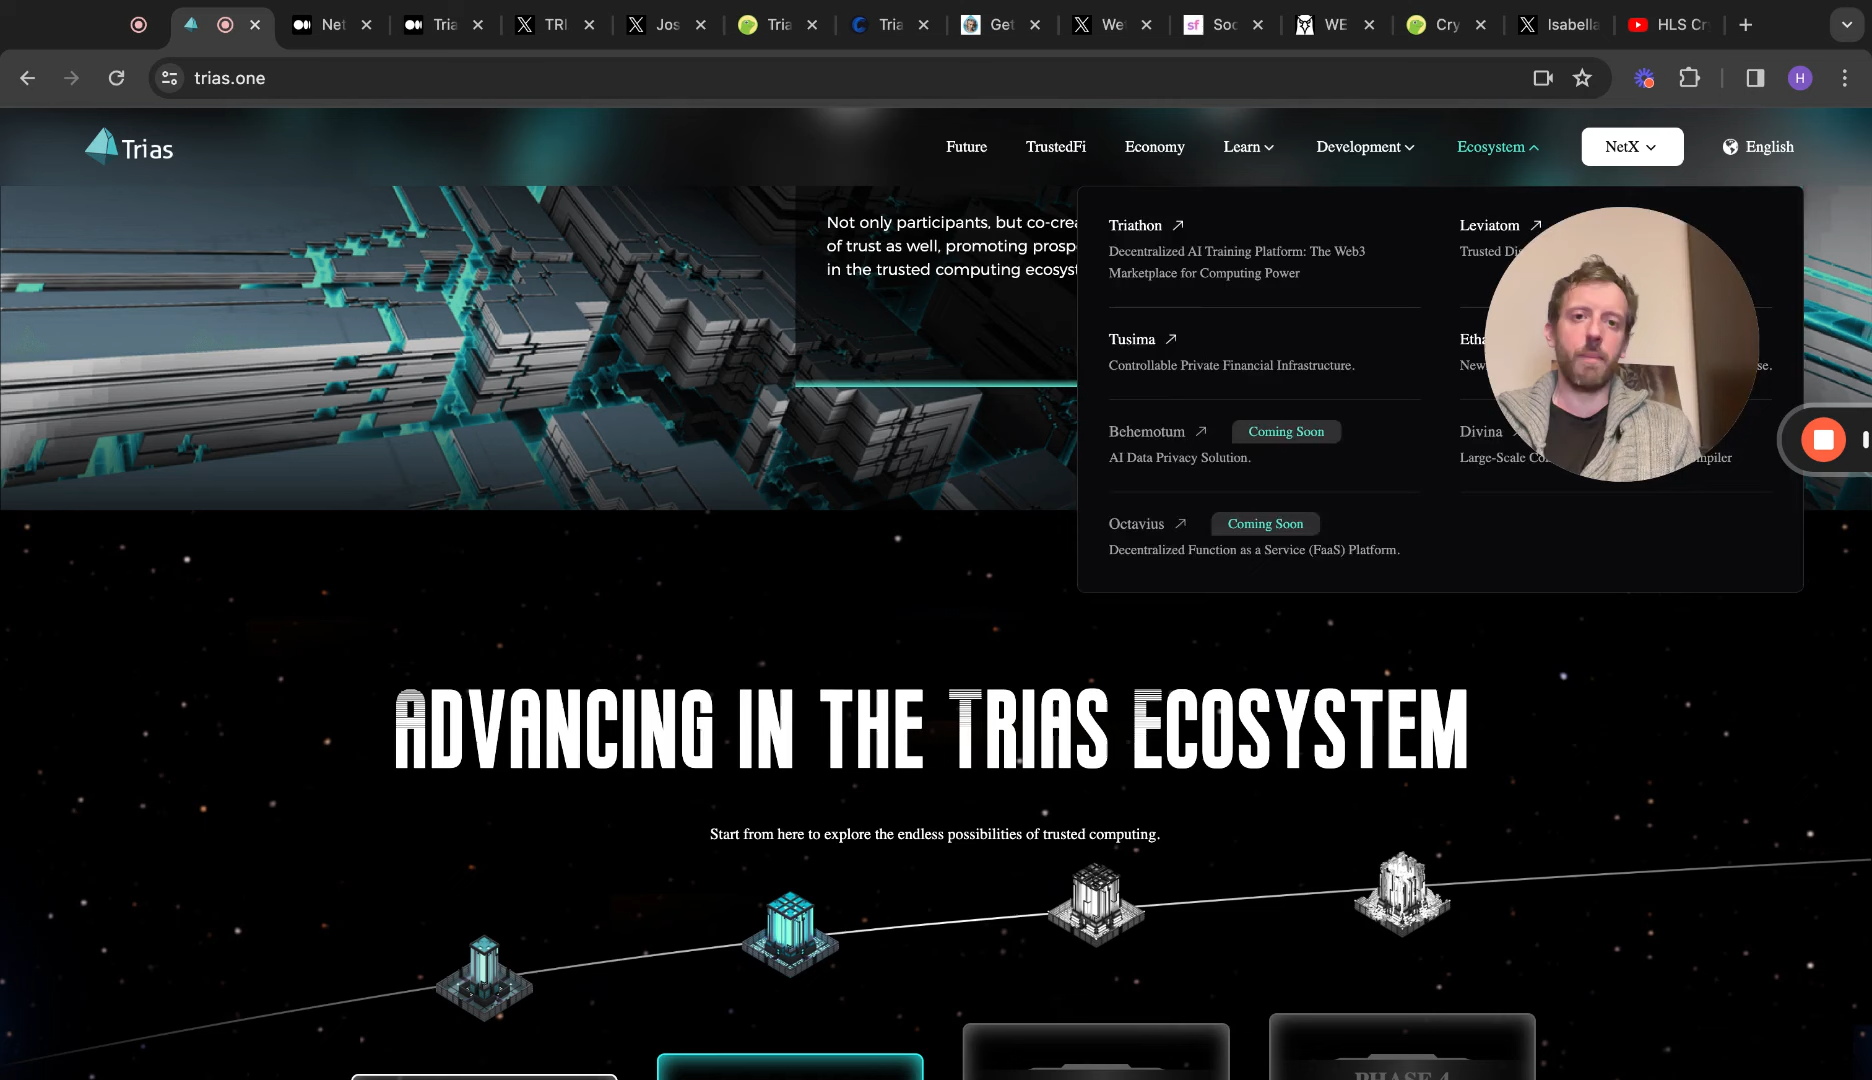 Net
Tria
TRI
Jos
Tria
Tria
Get
We
sf
Soc
WE
Cry
Isabella
HLS Cr
trias.one
H
Trias
Future
TrustedFi
Economy
Learn
Development
Ecosystem
NetX
English
Not only participants, but co-crea
of trust as well, promoting prospe
in the trusted computing ecosyst
Triathon
Decentralized AI Training Platform: The Web3
Marketplace for Computing Power
Leviatom
Trusted Di
Tusima
Controllable Private Financial Infrastructure.
Etha
New
se.
Behemotum
Coming Soon
AI Data Privacy Solution.
Divina
Large-Scale Co
mpiler
Octavius
Coming Soon
Decentralized Function as a Service (FaaS) Platform.
Advancing in the Trias Ecosystem
Start from here to explore the endless possibilities of trusted computing.
PHASE 4